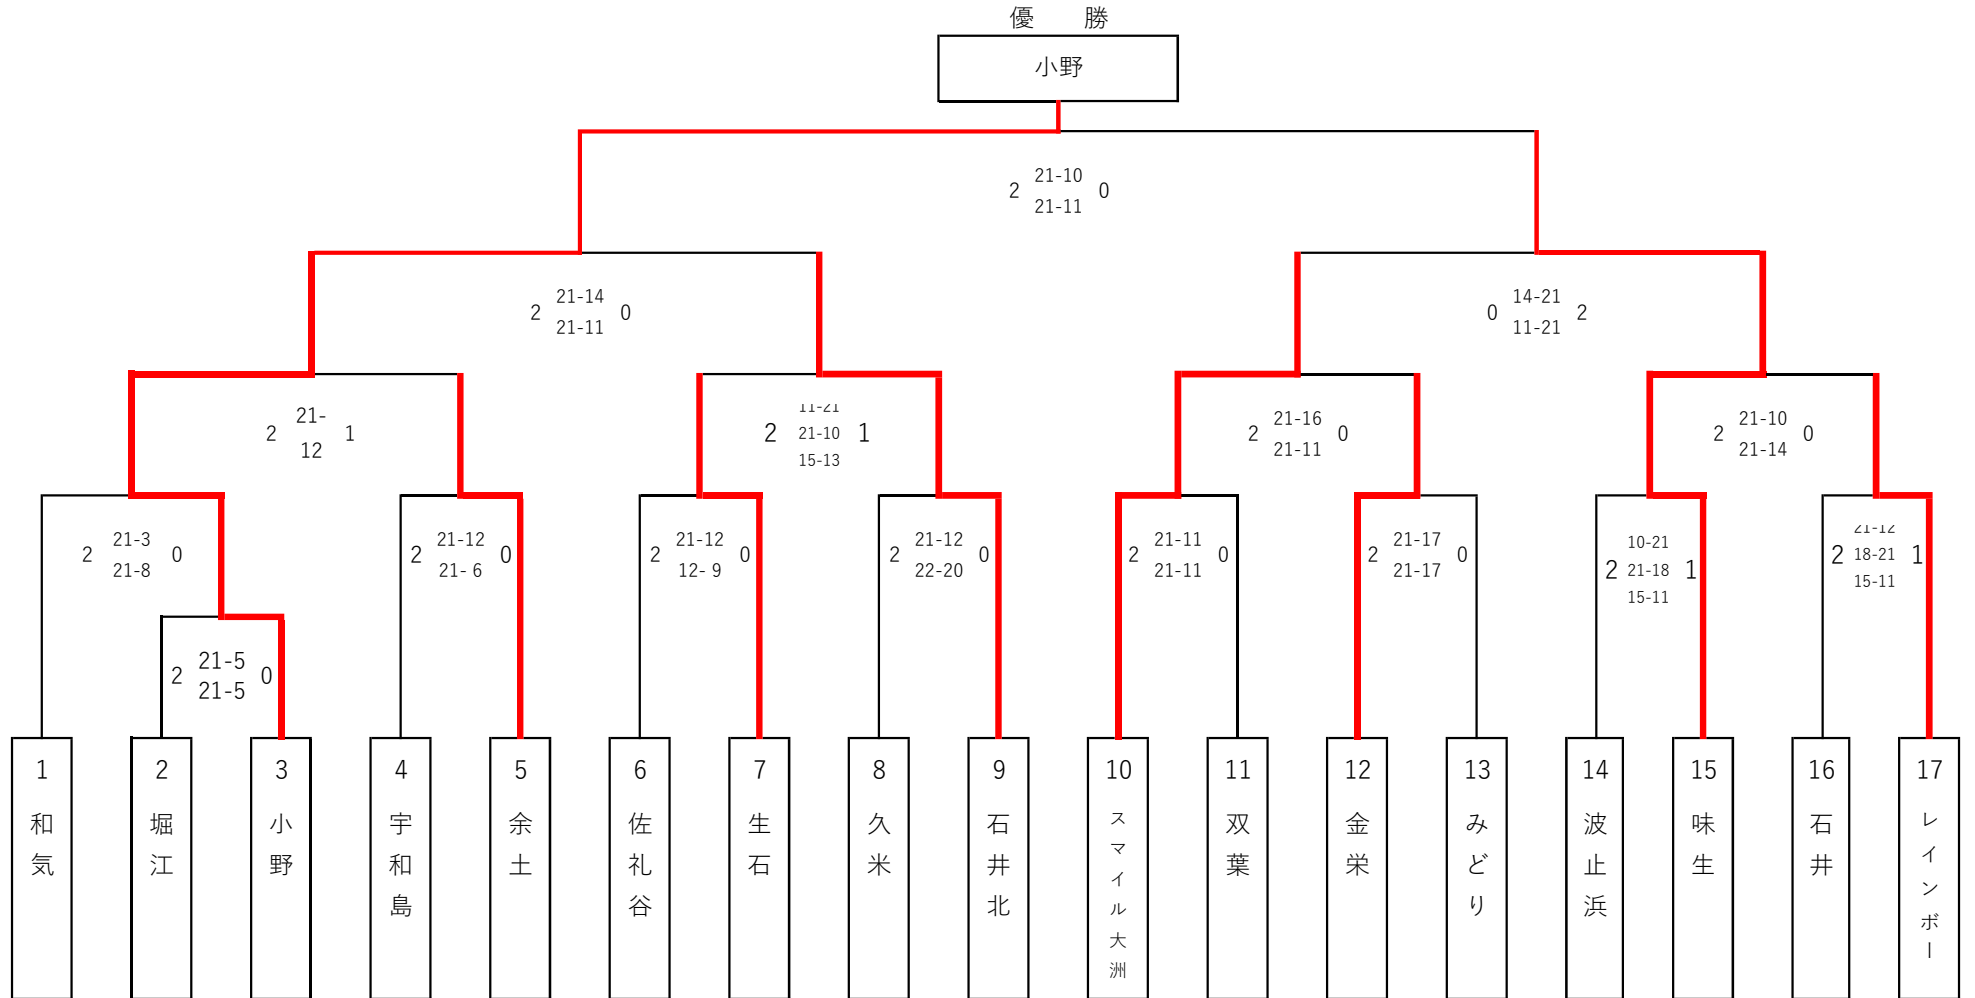 優 勝
小野
2 21-10 0
21-11
2 21-14 0
21-11
0 14-21 2
11-21
2 21- 1
12
11-21
2 21-10 1
15-13
2 21-16 0
21-11
2 21-10 0
21-14
2 21-3 0
21-8
2 21-12 0
21- 6
2 21-12 0
12- 9
2 21-12 0
22-20
2 21-11 0
21-11
2 21-17 0
21-17
10-21
2 21-18 1
15-11
21-12
2 18-21 1
15-11
2 21-5 0
21-5
1 和気
2 堀江
3 小野
4 宇和島
5 余土
6 佐礼谷
7 生石
8 久米
9 石井北
10 スマイル大洲
11 双葉
12 金栄
13 みどり
14 波止浜
15 味生
16 石井
17 レインボー